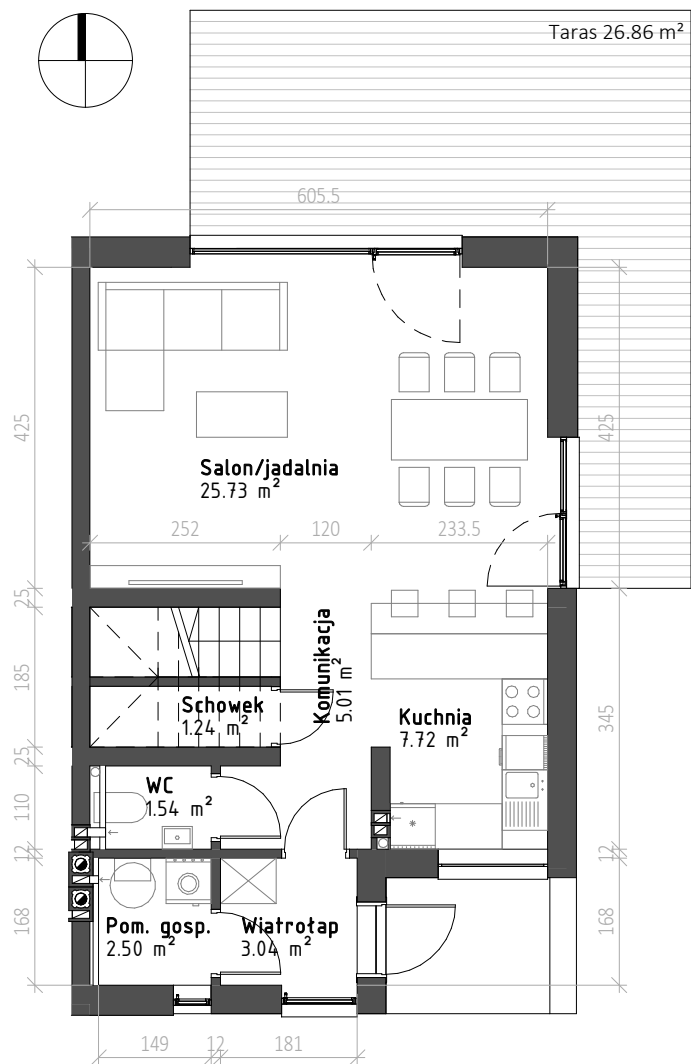 Taras 26.86 m²
605.5
425
425
Salon/jadalnia
25.73 m²
252
120
233.5
25
Komunikacja
5.01 m²
185
Schowek
1.24 m²
Kuchnia
7.72 m²
345
25
WC
1.54 m²
110
12
12
168
Pom. gosp.
2.50 m²
Wiatrołap
3.04 m²
168
149
12
181